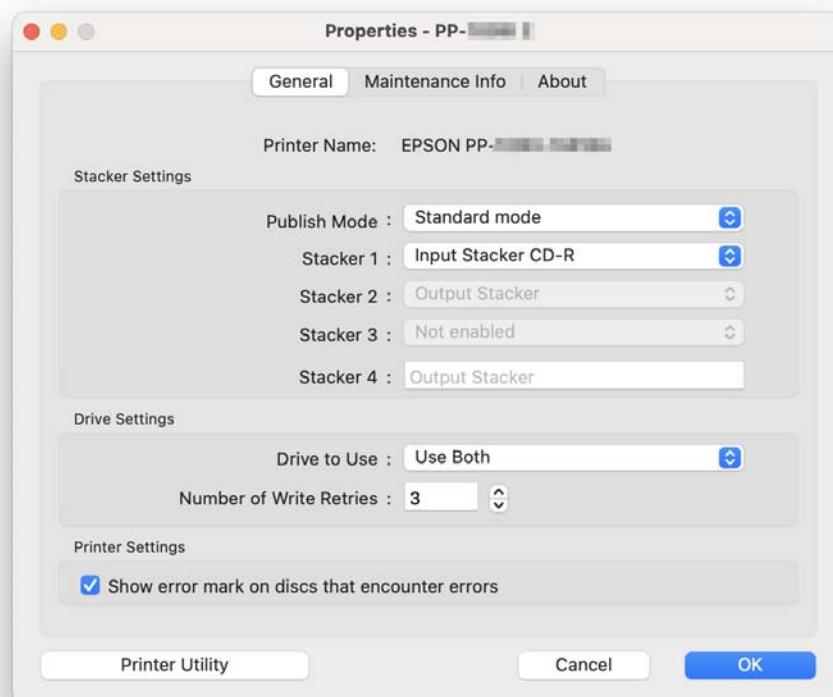 Properties - PP-
General Maintenance Info About
Printer Name: EPSON PP-
Stacker Settings
Publish Mode : Standard mode
Stacker 1 : Input Stacker CD-R
Stacker 2 : Output Stacker
Stacker 3 : Not enabled
Stacker 4 : Output Stacker
Drive Settings
Drive to Use : Use Both
Number of Write Retries : 3
Printer Settings
Show error mark on discs that encounter errors
Printer Utility Cancel OK